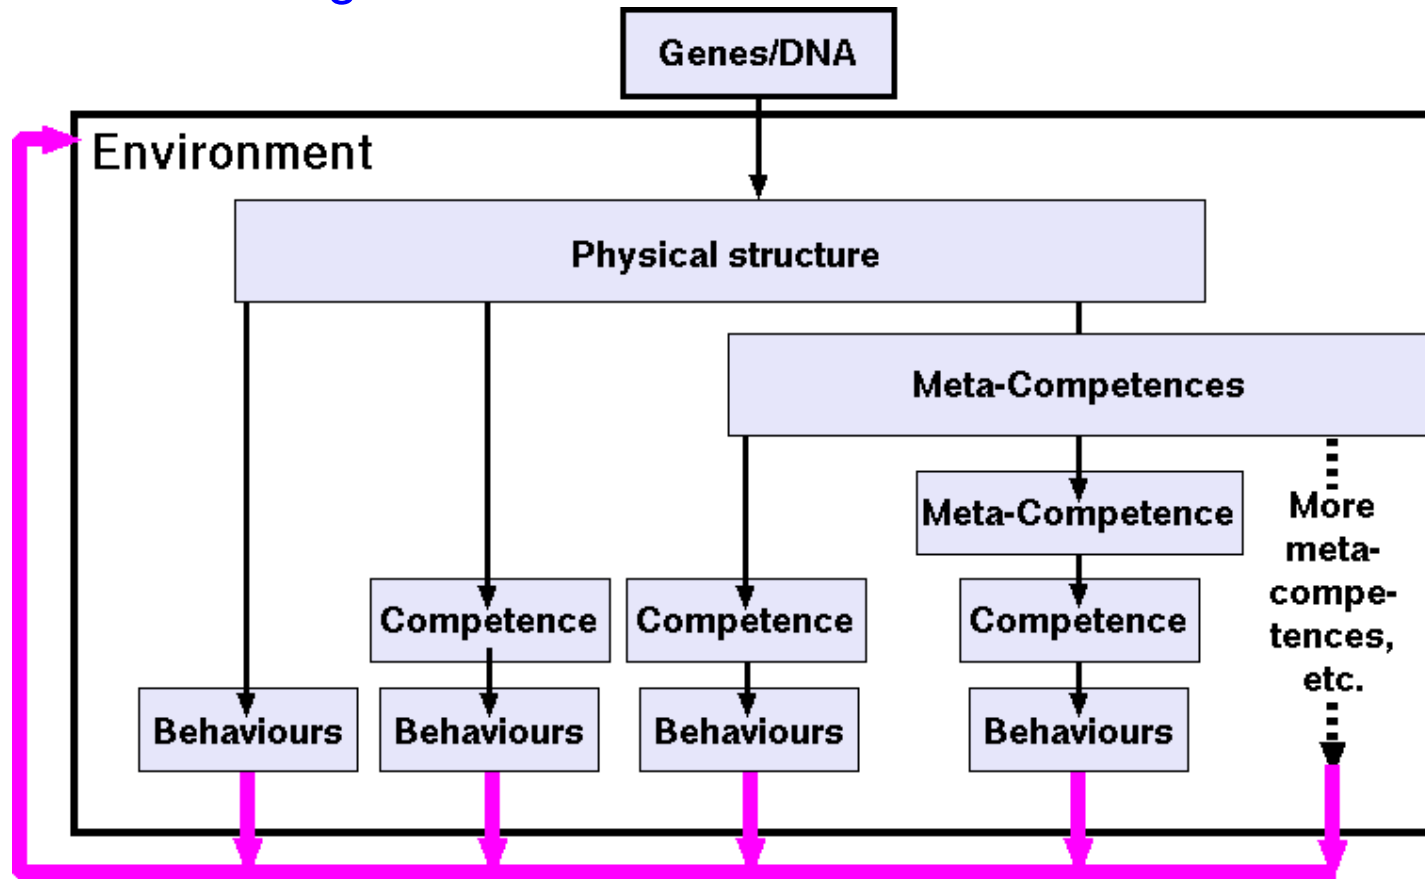 Genes/DNA
Environment
Physical structure
Meta-Competences
Meta-Competence
More
meta-
compe-
tences,
etc.
Competence
Competence
Competence
Behaviours
Behaviours
Behaviours
Behaviours